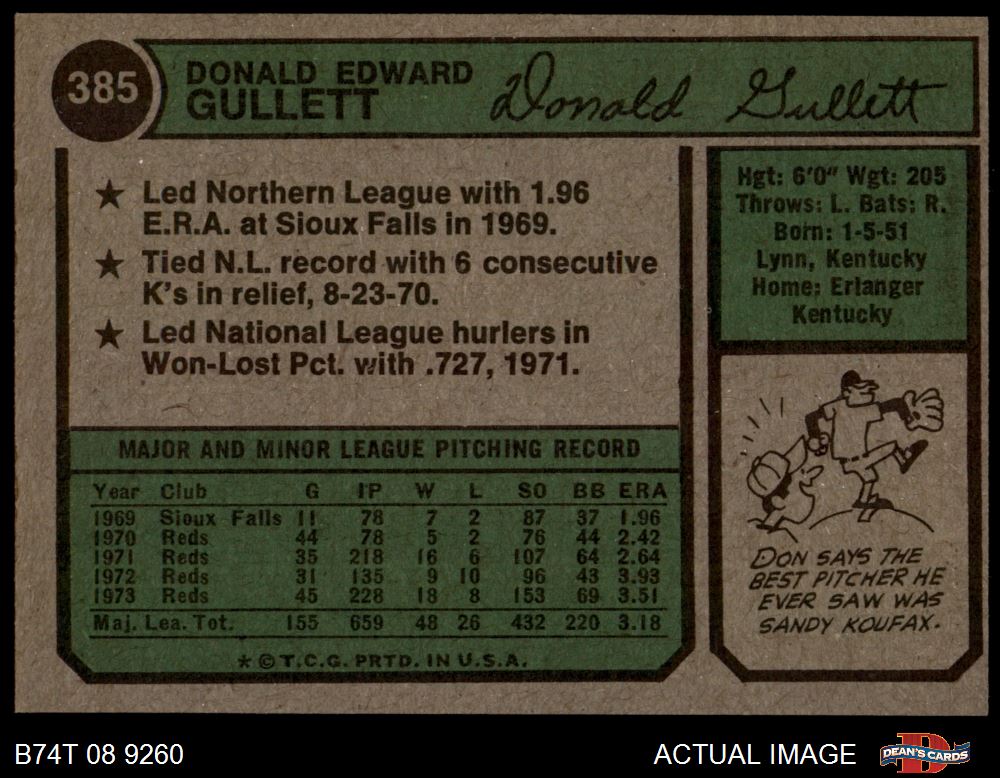 385
DONALD EDWARD
GULLETT
Donald Gullett
★ Led Northern League with 1.96
E.R.A. at Sioux Falls in 1969.
★ Tied N.L. record with 6 consecutive
K's in relief, 8-23-70.
★ Led National League hurlers in
Won-Lost Pct. with .727, 1971.
Hgt: 6'0" Wgt: 205
Throws: L. Bats: R.
Born: 1-5-51
Lynn, Kentucky
Home: Erlanger
Kentucky
MAJOR AND MINOR LEAGUE PITCHING RECORD
Year Club G IP W L SO BB ERA
1969 Sioux Falls 11 78 7 2 87 37 1.96
1970 Reds 44 78 5 2 76 44 2.42
1971 Reds 35 218 16 6 107 64 2.64
1972 Reds 31 135 9 10 96 43 3.93
1973 Reds 45 228 18 8 153 69 3.51
Maj. Lea. Tot. 155 659 48 26 432 220 3.18
★ © T.C.G. PRTD. IN U.S.A.
DON SAYS THE
BEST PITCHER HE
EVER SAW WAS
SANDY KOUFAX.
B74T 08 9260
ACTUAL IMAGE
D
DEAN'S CARDS